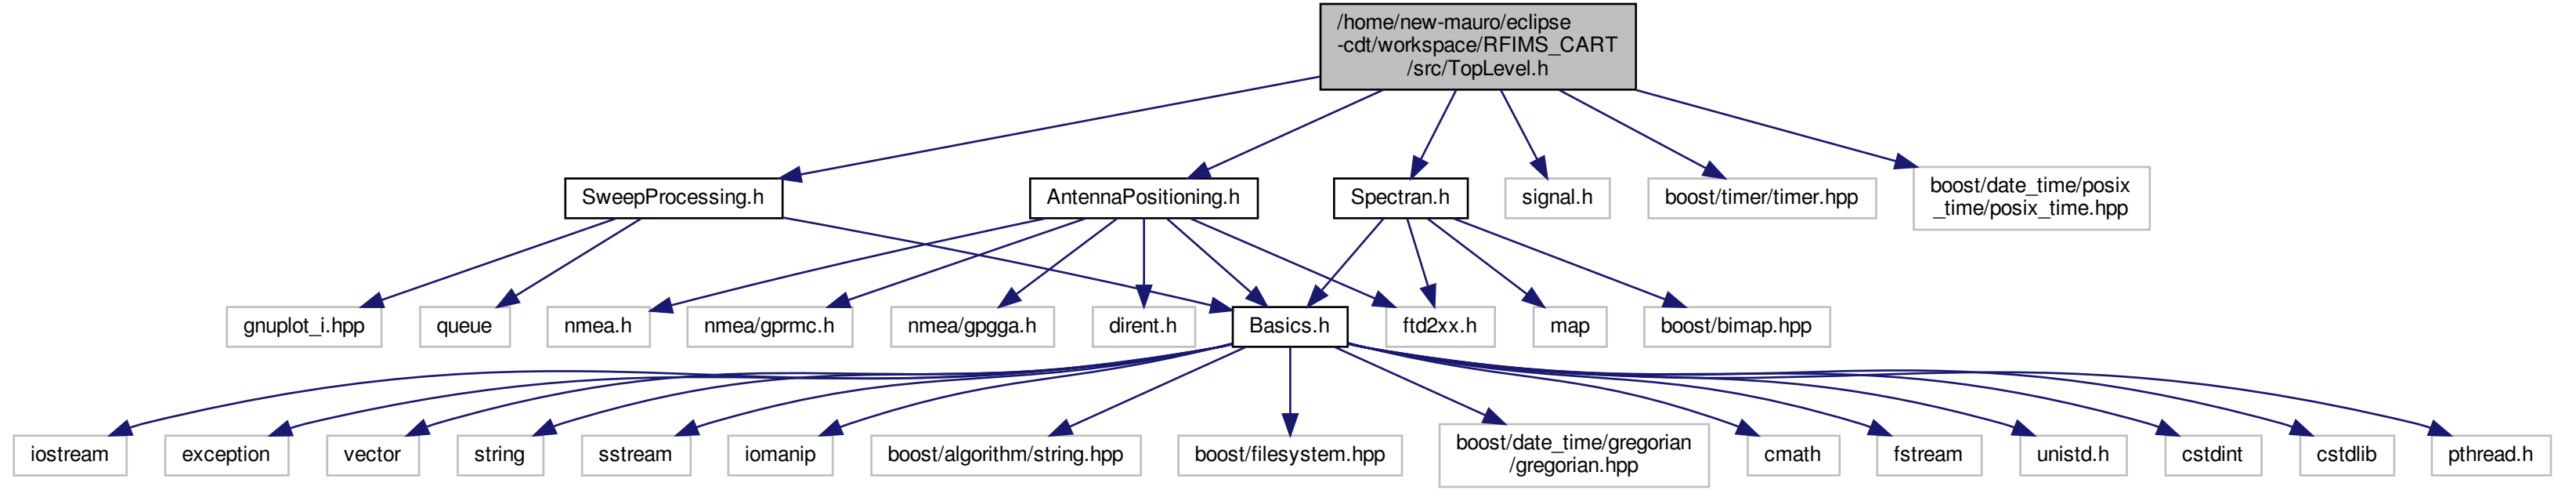 /home/new-mauro/eclipse
-cdt/workspace/RFIMS_CART
/src/TopLevel.h
SweepProcessing.h
AntennaPositioning.h
Spectran.h
signal.h
boost/timer/timer.hpp
boost/date_time/posix
_time/posix_time.hpp
gnuplot_i.hpp
queue
nmea.h
nmea/gprmc.h
nmea/gpgga.h
dirent.h
Basics.h
ftd2xx.h
map
boost/bimap.hpp
iostream
exception
vector
string
sstream
iomanip
boost/algorithm/string.hpp
boost/filesystem.hpp
boost/date_time/gregorian
/gregorian.hpp
cmath
fstream
unistd.h
cstdint
cstdlib
pthread.h